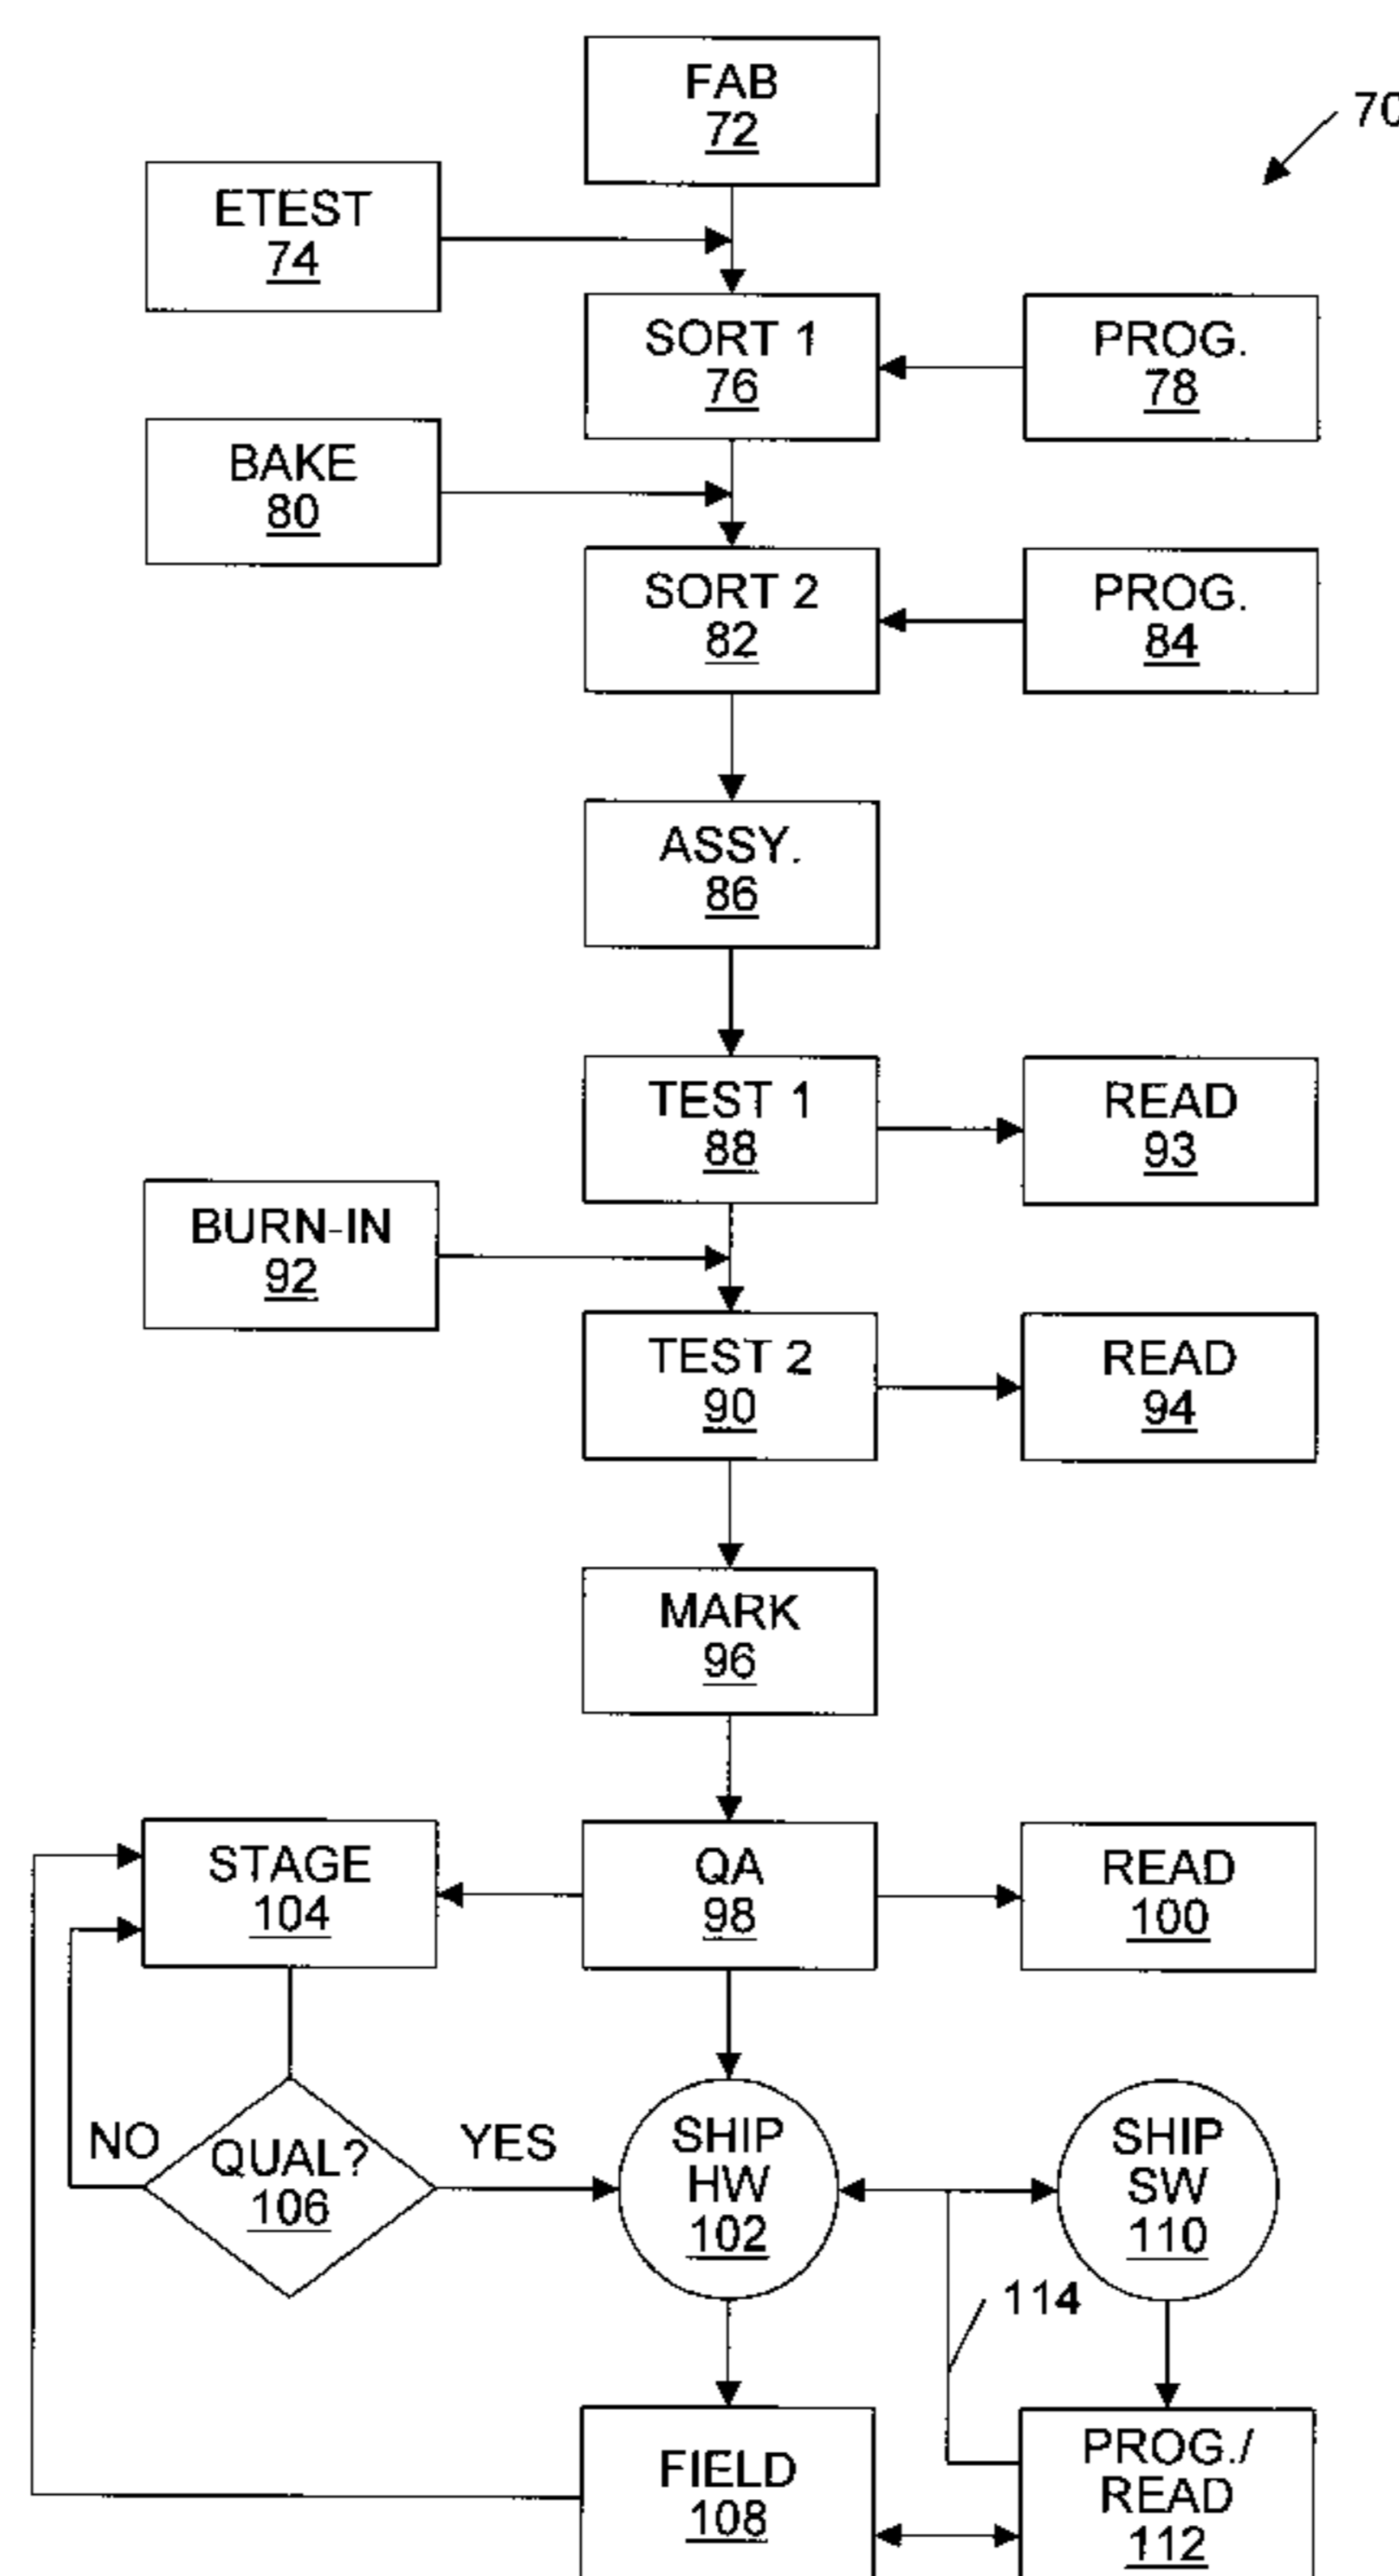 FAB
72
70
ETEST
74
SORT 1
76
PROG.
78
BAKE
80
SORT 2
82
PROG.
84
ASSY.
86
TEST 1
88
READ
93
BURN-IN
92
TEST 2
90
READ
94
MARK
96
STAGE
104
QA
98
READ
100
NO
QUAL?
106
YES
SHIP
HW
102
SHIP
SW
110
114
FIELD
108
PROG./
READ
112